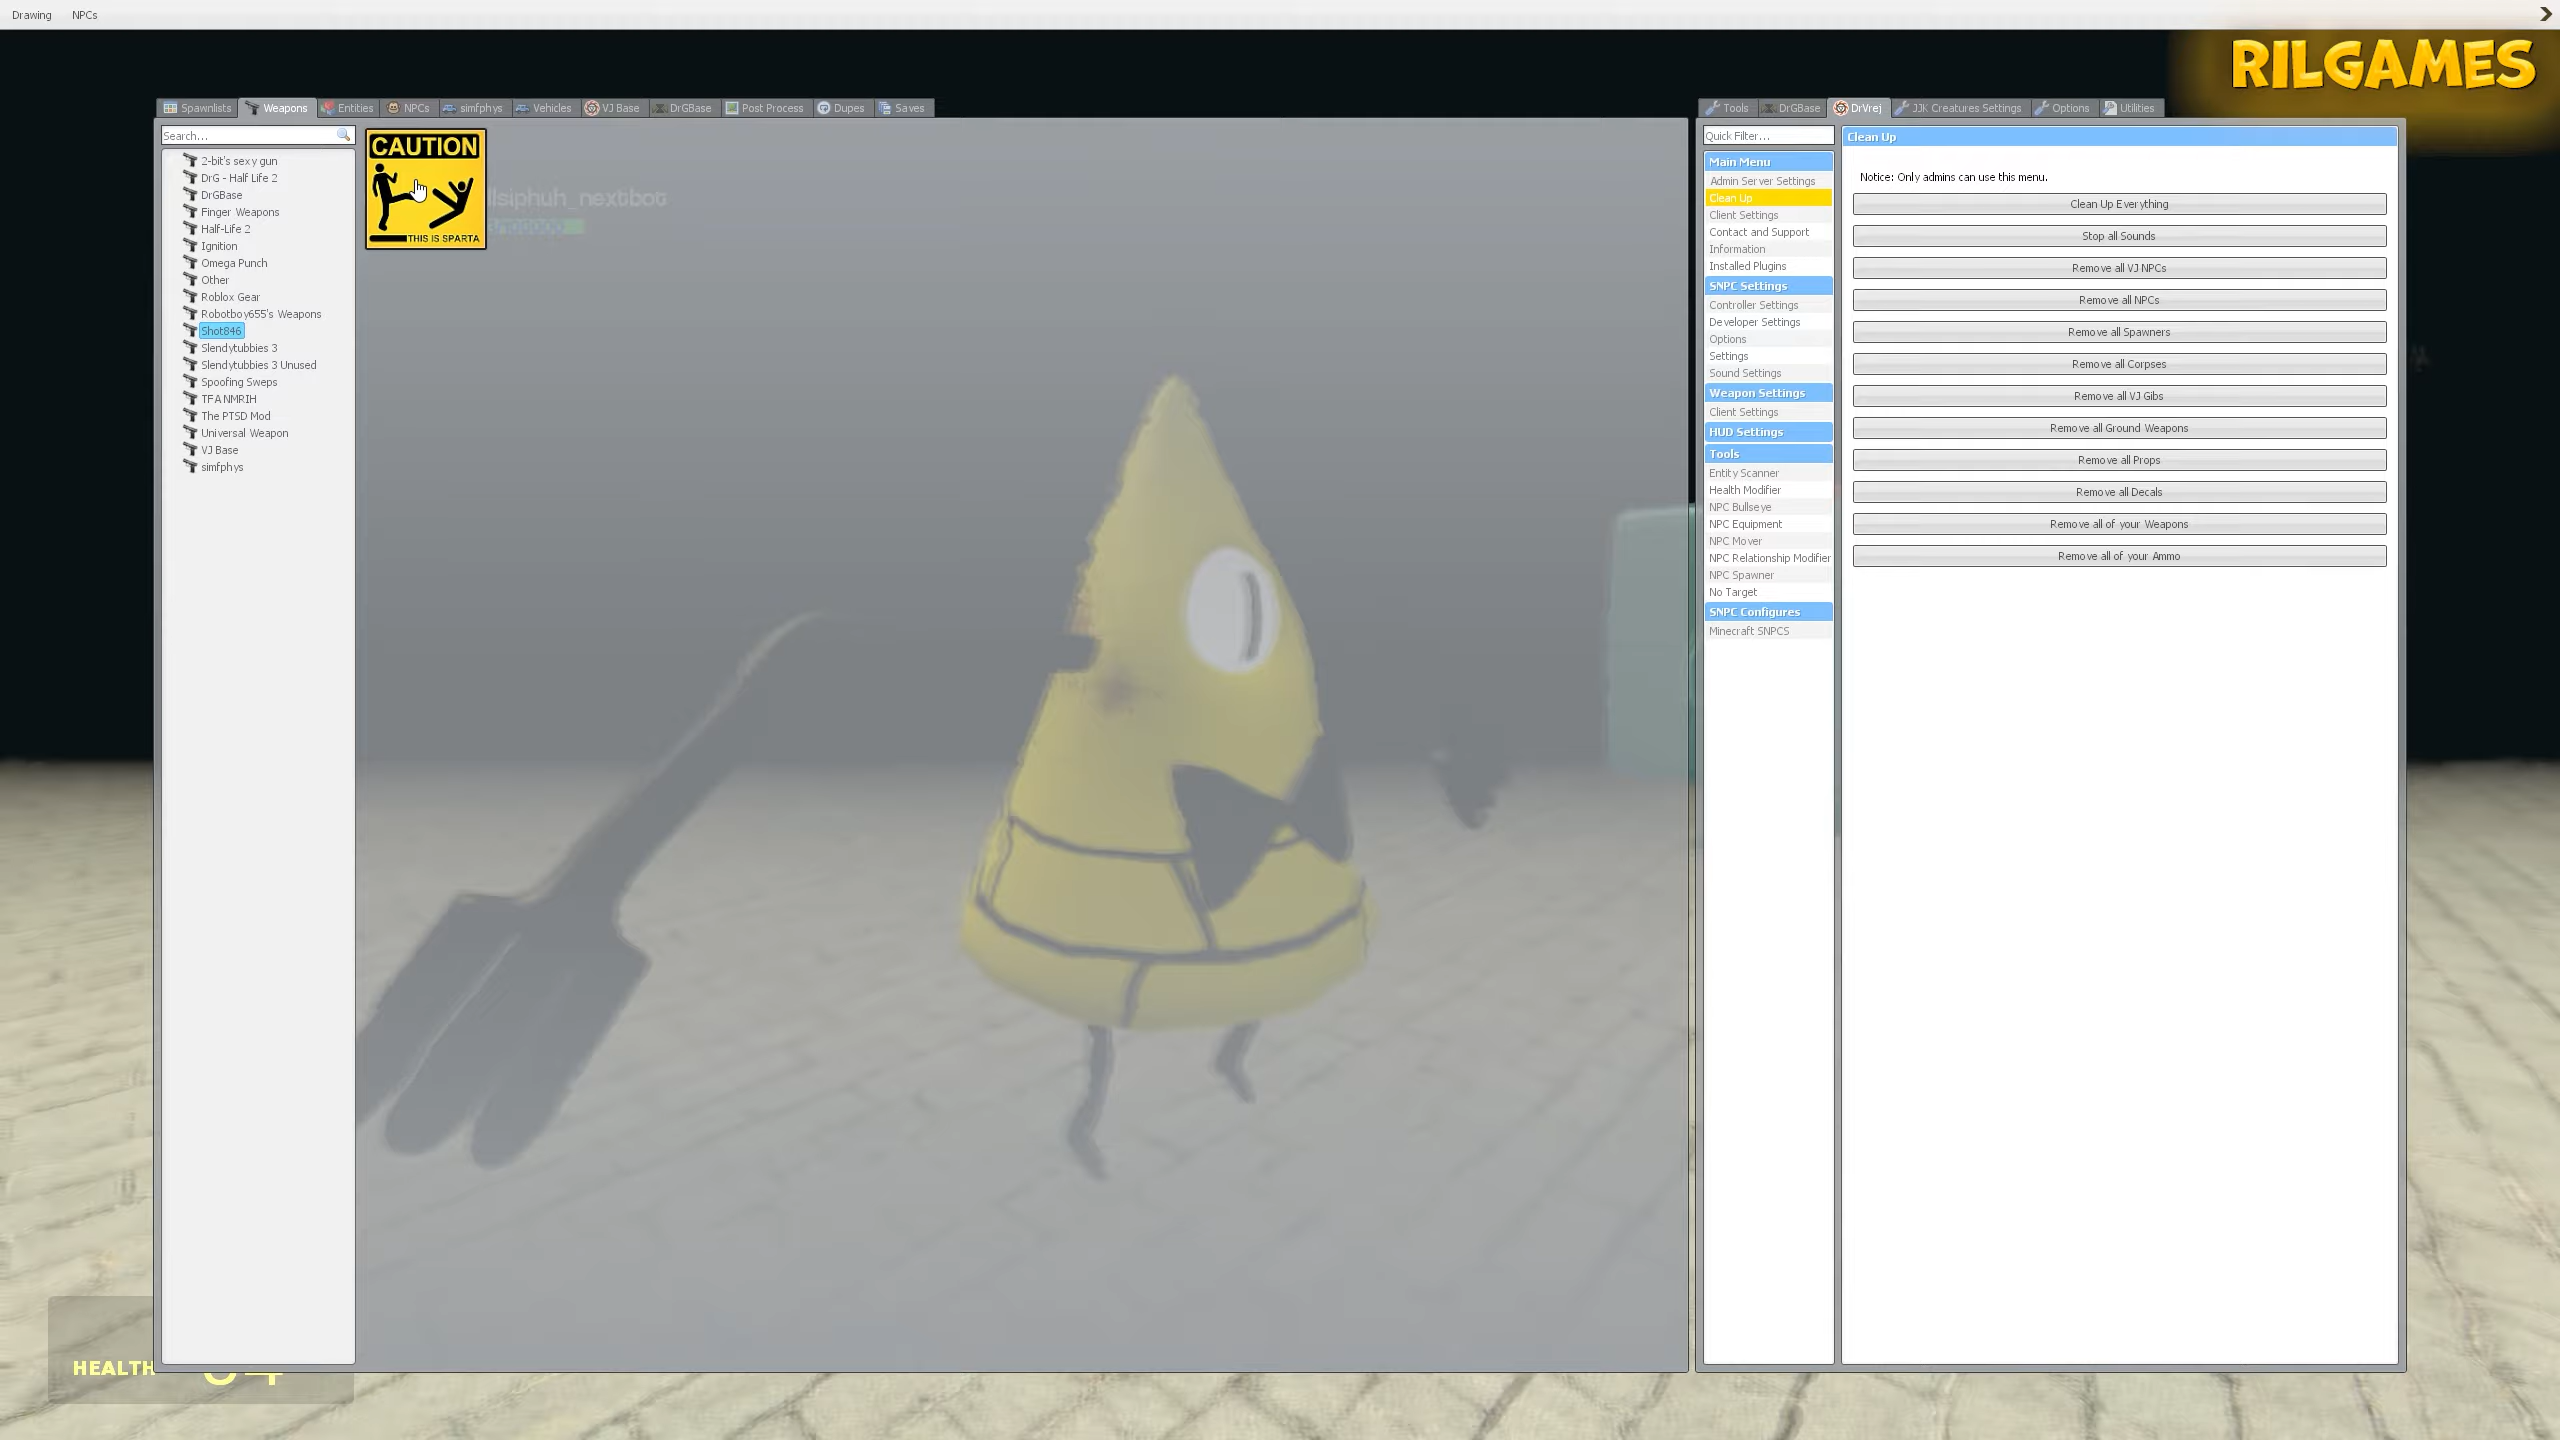 Drawing NPCs
RILGAMES
Spawnlists Weapons Entities NPCs simfphys Vehicles VJ Base DrGBase Post Process Dupes Saves
Search...
2-bit's sexy gun
DrG - Half Life 2
DrGBase
Finger Weapons
Half-Life 2
Ignition
Omega Punch
Other
Roblox Gear
Robotboy655's Weapons
Shot846
Slendytubbies 3
Slendytubbies 3 Unused
Spoofing Sweps
TFA NMRIH
The PTSD Mod
Universal Weapon
VJ Base
simfphys
CAUTION
THIS IS SPARTA
llsiphuh_nextbot
HEALTH
Tools DrGBase DrVrej JJK Creatures Settings Options Utilities
Quick Filter...
Main Menu
Admin Server Settings
Clean Up
Client Settings
Contact and Support
Information
Installed Plugins
SNPC Settings
Controller Settings
Developer Settings
Options
Settings
Sound Settings
Weapon Settings
Client Settings
HUD Settings
Tools
Entity Scanner
Health Modifier
NPC Bullseye
NPC Equipment
NPC Mover
NPC Relationship Modifier
NPC Spawner
No Target
SNPC Configures
Minecraft SNPCS
Clean Up
Notice: Only admins can use this menu.
Clean Up Everything
Stop all Sounds
Remove all VJ NPCs
Remove all NPCs
Remove all Spawners
Remove all Corpses
Remove all VJ Gibs
Remove all Ground Weapons
Remove all Props
Remove all Decals
Remove all of your Weapons
Remove all of your Ammo